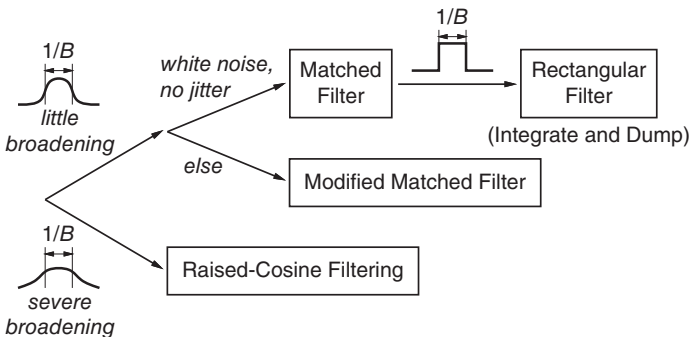 1/B
little
broadening
white noise,
no jitter
Matched
Filter
1/B
Rectangular
Filter
(Integrate and Dump)
else
Modified Matched Filter
1/B
severe
broadening
Raised-Cosine Filtering